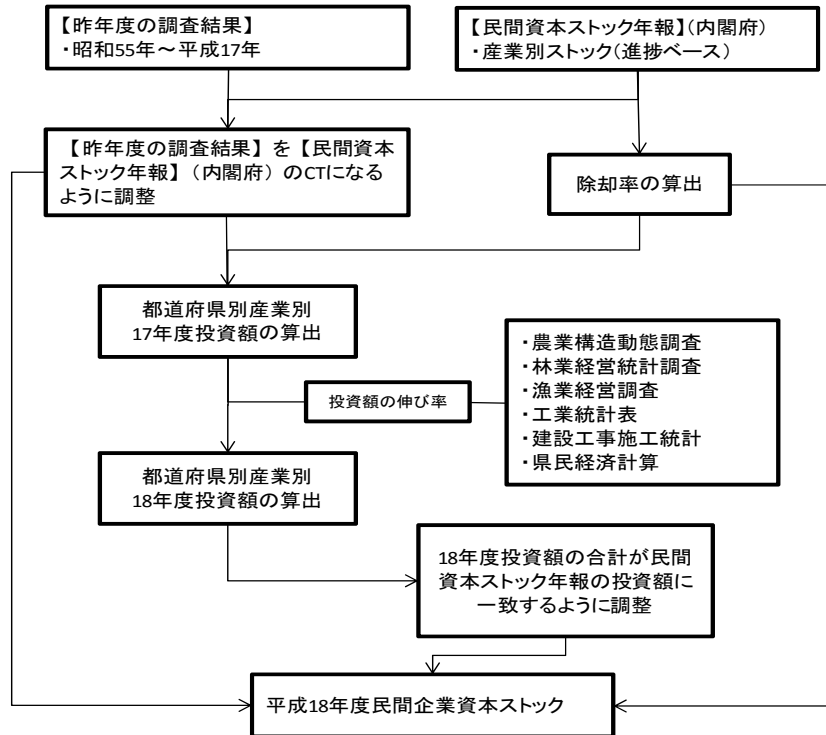 【昨年度の調査結果】
・昭和55年～平成17年
【民間資本ストック年報】(内閣府)
・産業別ストック(進捗ベース)
【昨年度の調査結果】を【民間資本
ストック年報】(内閣府)のCTになる
ように調整
除却率の算出
都道府県別産業別
17年度投資額の算出
・農業構造動態調査
・林業経営統計調査
・漁業経営調査
・工業統計表
・建設工事施工統計
・県民経済計算
投資額の伸び率
都道府県別産業別
18年度投資額の算出
18年度投資額の合計が民間
資本ストック年報の投資額に
一致するように調整
平成18年度民間企業資本ストック